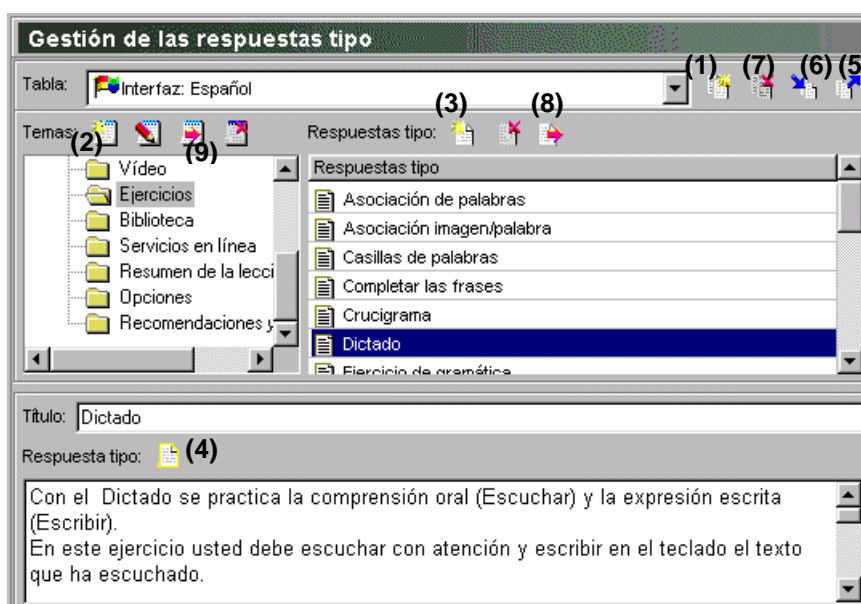 Gestión de las respuestas tipo
(1) (7) (6) (5
Tabla: Interfaz: Español
(3) (8)
Temas: Respuestas tipo:
(2) (9)
Vídeo
Ejercicios
Biblioteca
Servicios en línea
Resumen de la lecci
Opciones
Recomendaciones y
Respuestas tipo
Asociación de palabras
Asociación imagen/palabra
Casillas de palabras
Completar las frases
Crucigrama
Dictado
Ejercicio de gramática
Título: Dictado
Respuesta tipo: (4)
Con el Dictado se practica la comprensión oral (Escuchar) y la expresión escrita
(Escribir).
En este ejercicio usted debe escuchar con atención y escribir en el teclado el texto
que ha escuchado.